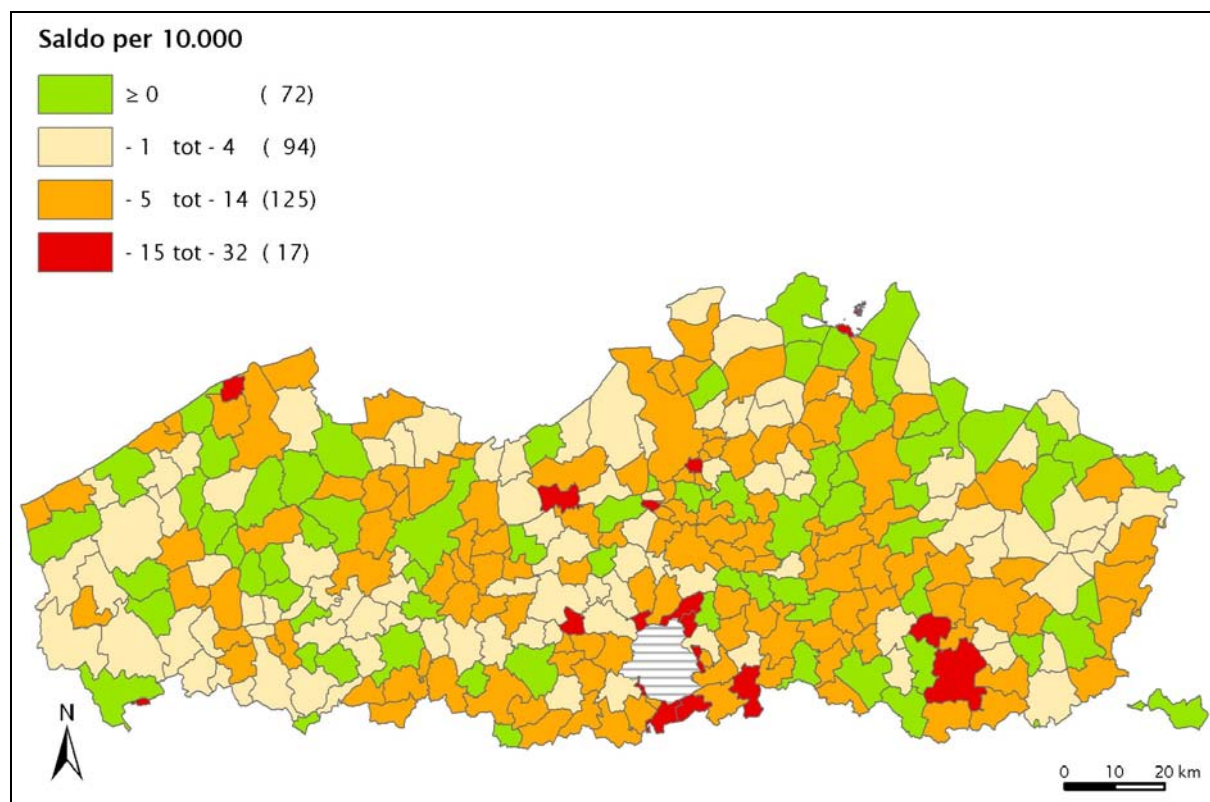 Saldo per 10.000
≥ 0 ( 72)
- 1 tot - 4 ( 94)
- 5 tot - 14 (125)
- 15 tot - 32 ( 17)
N
0 10 20 km